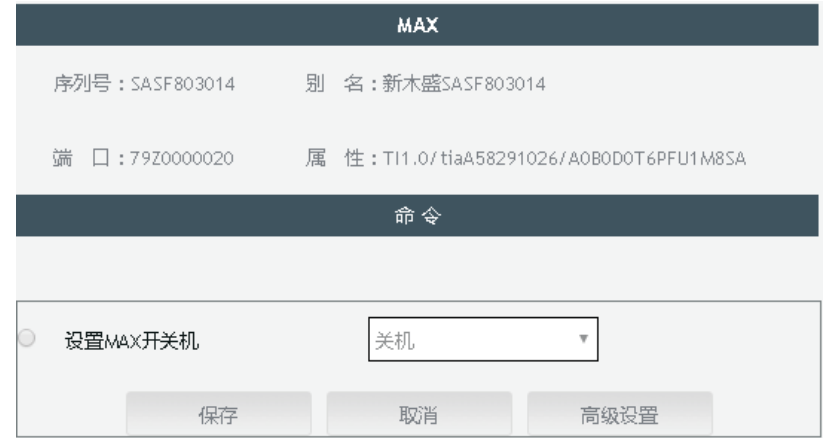 MAX
序列号：SASF803014 别 名：新木盛SASF803014
端 口：79Z0000020 属 性：TI1.0/tiaA58291026/A0B0D0T6PFU1M8SA
命令
设置MAX开关机 关机
保存 取消 高级设置